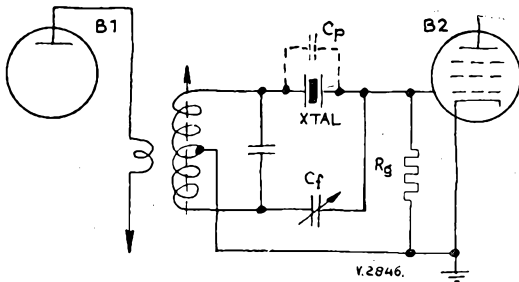 B1
Cp
B2
XTAL
Cf
Rg
V.2846.